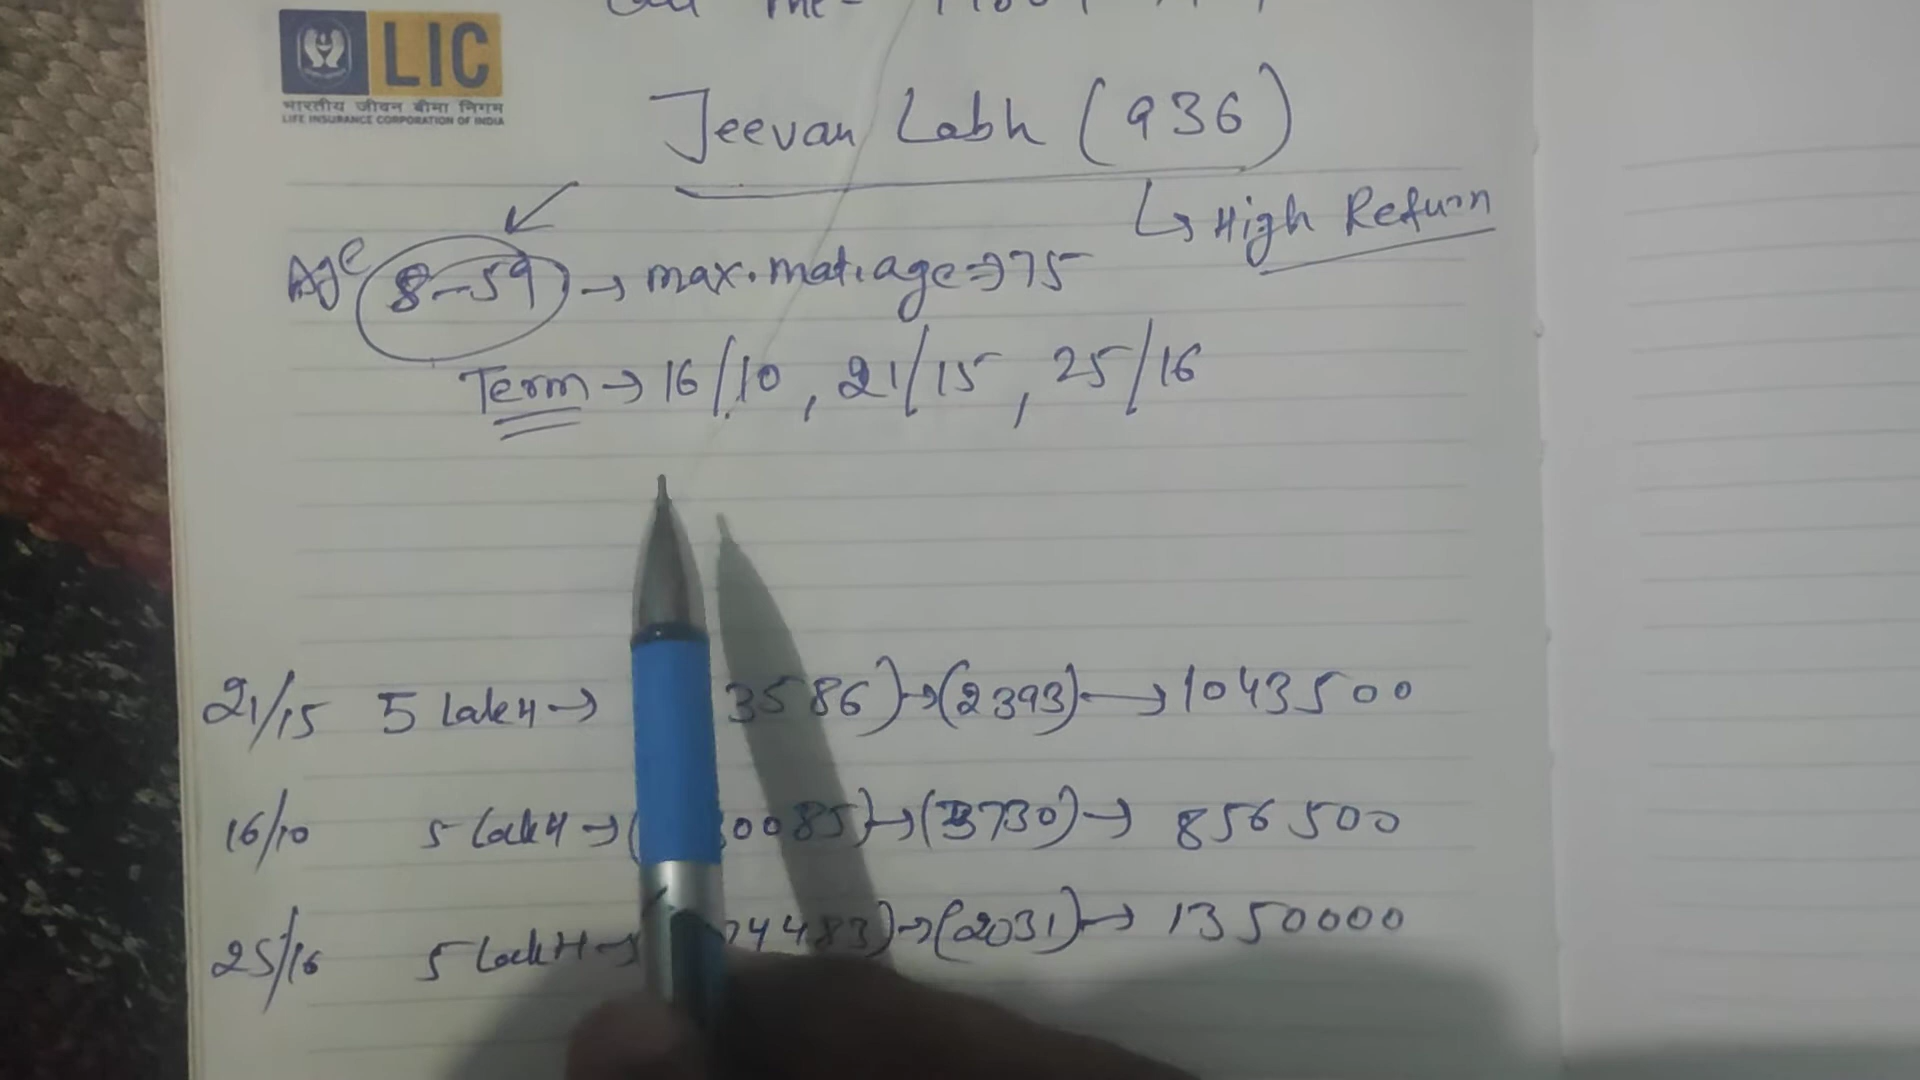 LIC
भारतीय जीवन बीमा निगम
LIFE INSURANCE CORPORATION OF INDIA
Jeevan Labh (936)
↳ High Return
Age 8-59 → max. mat. age ⇒ 75
Term → 16/10, 21/15, 25/16
21/15 5 Lakh → 3586) → (2393) → 1043500
16/10 5 Lakh → ( 0085) → (3730) → 856500
25/16 5 Lakh → 4483) → (2031) → 1350000